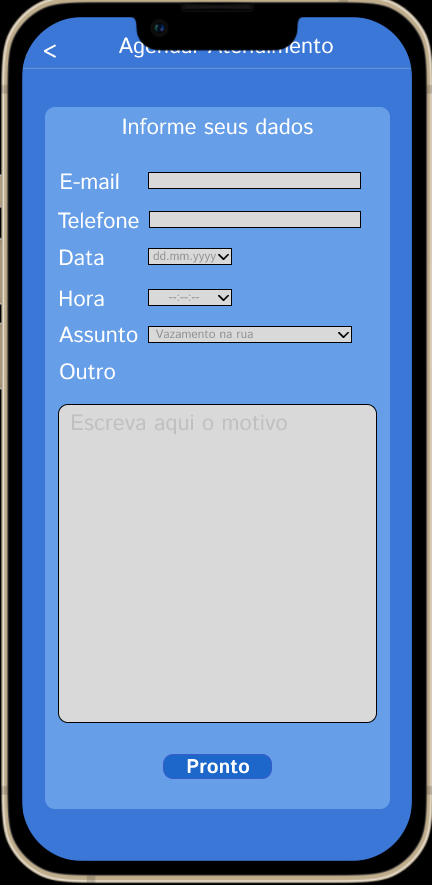 < Agendar Atendimento
Informe seus dados
E-mail
Telefone
Data dd.mm.yyyy
Hora --:--:--
Assunto Vazamento na rua
Outro
Escreva aqui o motivo
Pronto